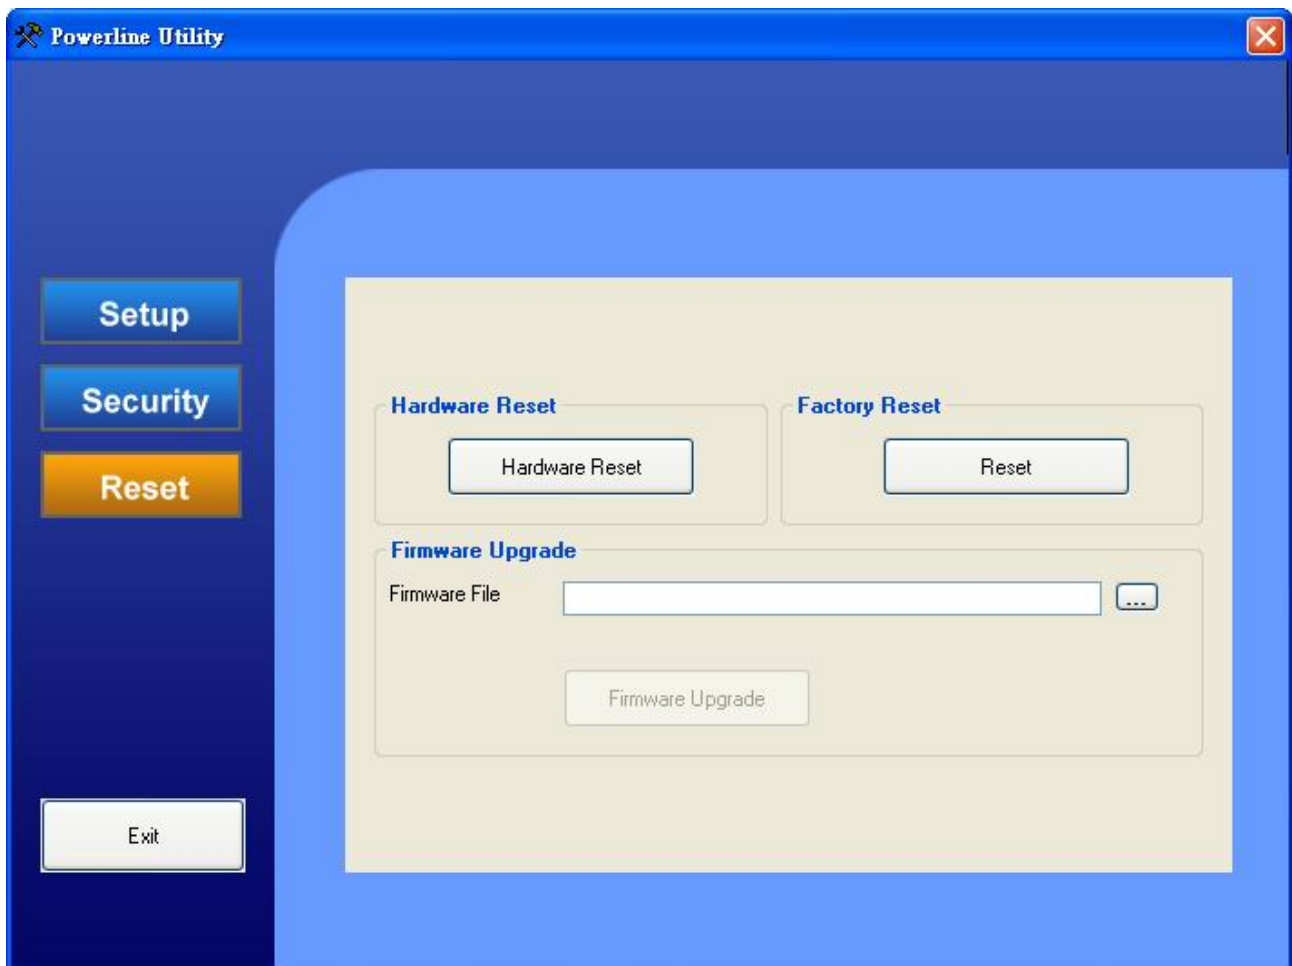 Powerline Utility
Setup
Security
Reset
Exit
Hardware Reset
Hardware Reset
Factory Reset
Reset
Firmware Upgrade
Firmware File
...
Firmware Upgrade